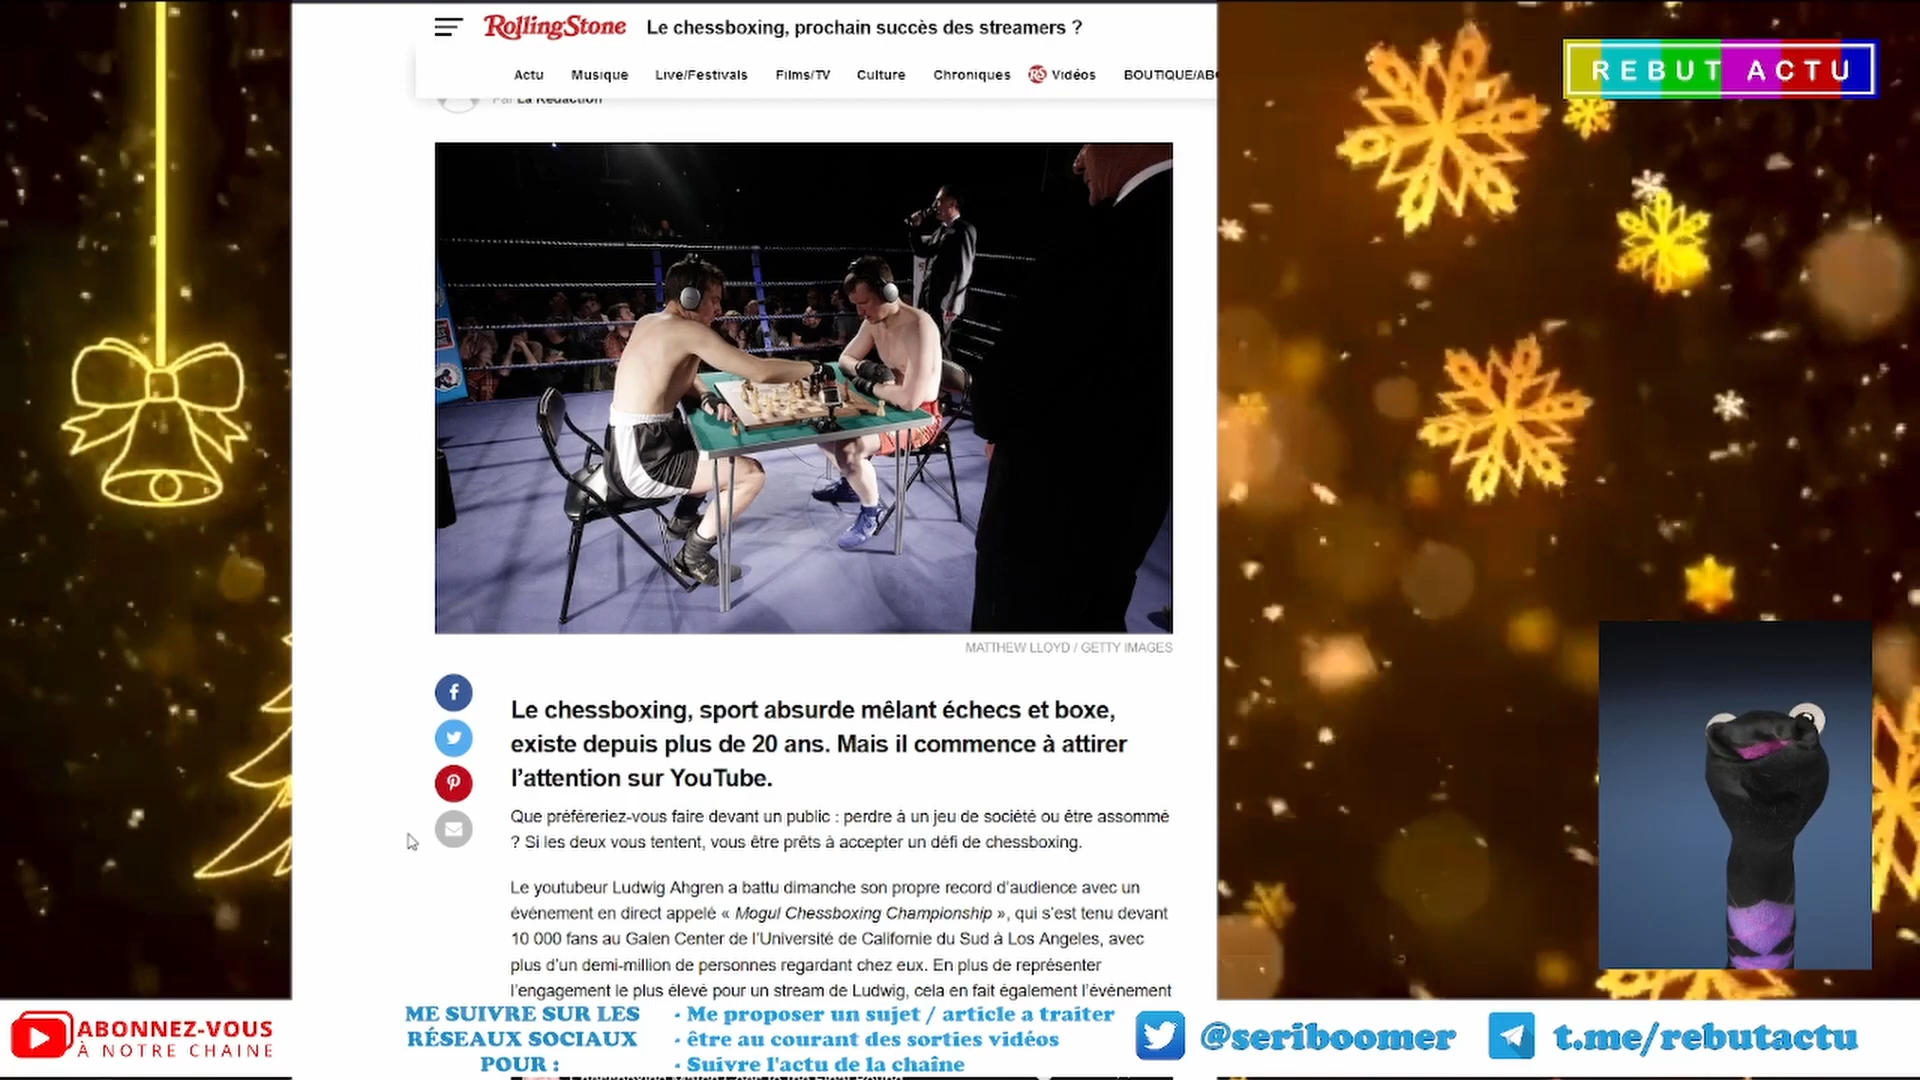 RollingStone
Le chessboxing, prochain succès des streamers ?
REBUT ACTU
Actu Musique Live/Festivals Films/TV Culture Chroniques RS Vidéos BOUTIQUE/AB
Par La Rédaction
MATTHEW LLOYD / GETTY IMAGES
Le chessboxing, sport absurde mêlant échecs et boxe,
existe depuis plus de 20 ans. Mais il commence à attirer
l'attention sur YouTube.
Que préféreriez-vous faire devant un public : perdre à un jeu de société ou être assommé
? Si les deux vous tentent, vous être prêts à accepter un défi de chessboxing.
Le youtubeur Ludwig Ahgren a battu dimanche son propre record d'audience avec un
événement en direct appelé « Mogul Chessboxing Championship », qui s'est tenu devant
10 000 fans au Galen Center de l'Université de Californie du Sud à Los Angeles, avec
plus d'un demi-million de personnes regardant chez eux. En plus de représenter
l'engagement le plus élevé pour un stream de Ludwig, cela en fait également l'événement
ABONNEZ-VOUS
À NOTRE CHAINE
ME SUIVRE SUR LES
RÉSEAUX SOCIAUX
POUR :
- Me proposer un sujet / article a traiter
- être au courant des sorties vidéos
- Suivre l'actu de la chaîne
@seriboomer
t.me/rebutactu